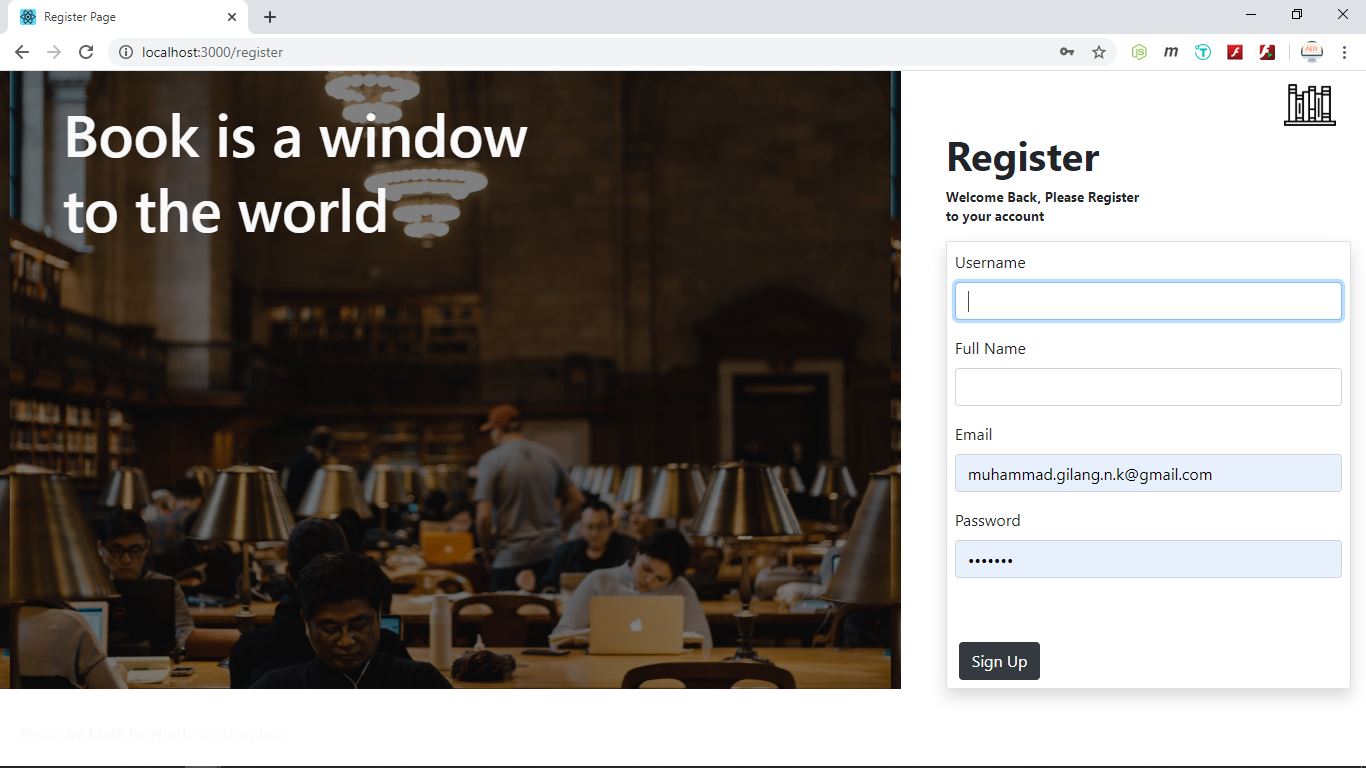 Register Page
localhost:3000/register
Book is a window
to the world
Register
Welcome Back, Please Register
to your account
Username
Full Name
Email
muhammad.gilang.n.k@gmail.com
Password
•••••••
Sign Up
Photo by Mark
on Unsplash